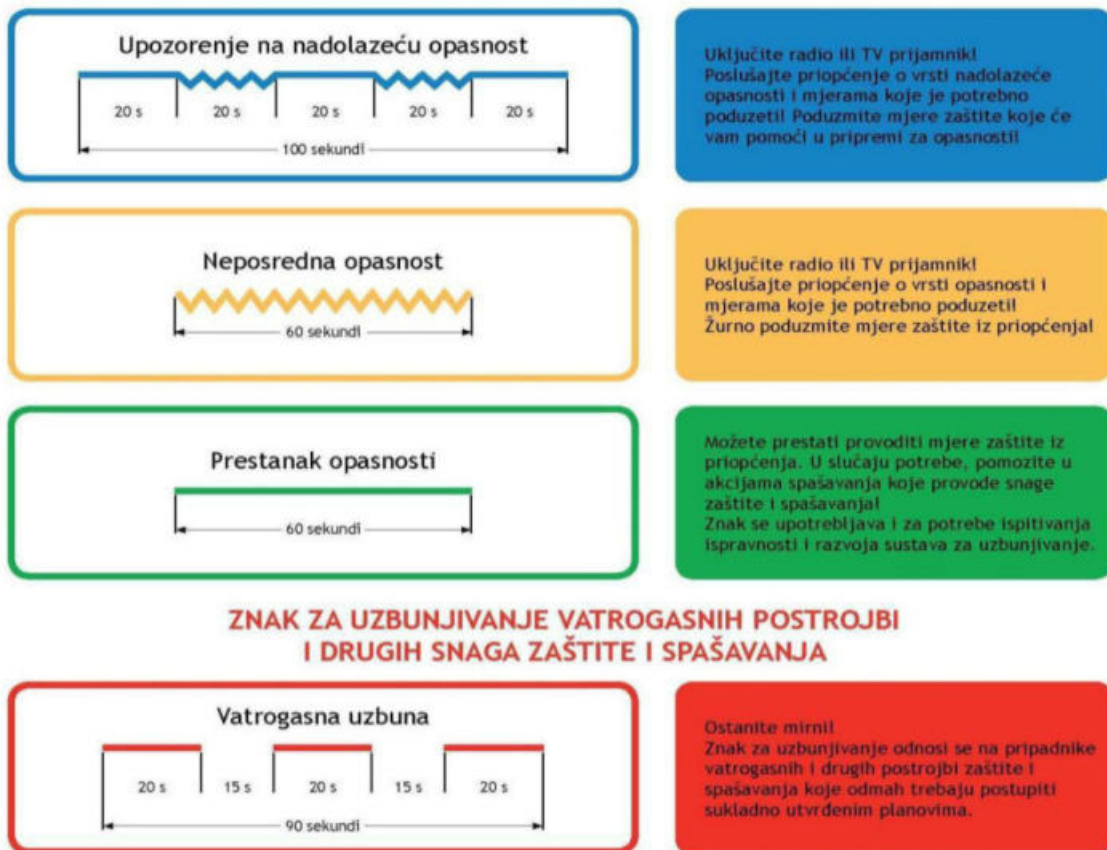 Upozorenje na nadolazeću opasnost
20 s 20 s 20 s 20 s 20 s
100 sekundi
Uključite radio ili TV prijamnik!
Poslušajte priopćenje o vrsti nadolazeće
opasnosti i mjerama koje je potrebno
poduzeti! Poduzmite mjere zaštite koje će
vam pomoći u pripremi za opasnosti!
Neposredna opasnost
60 sekundi
Uključite radio ili TV prijamnik!
Poslušajte priopćenje o vrsti opasnosti i
mjerama koje je potrebno poduzeti!
Žurno poduzmite mjere zaštite iz priopćenja!
Prestanak opasnosti
60 sekundi
Možete prestati provoditi mjere zaštite iz
priopćenja. U slučaju potrebe, pomozite u
akcijama spašavanja koje provode snage
zaštite i spašavanja!
Znak se upotrebljava i za potrebe ispitivanja
ispravnosti i razvoja sustava za uzbunjivanje.
ZNAK ZA UZBUNJIVANJE VATROGASNIH POSTROJBI
I DRUGIH SNAGA ZAŠTITE I SPAŠAVANJA
Vatrogasna uzbuna
20 s 15 s 20 s 15 s 20 s
90 sekundi
Ostanite mirni!
Znak za uzbunjivanje odnosi se na pripadnike
vatrogasnih i drugih postrojbi zaštite i
spašavanja koje odmah trebaju postupiti
sukladno utvrđenim planovima.